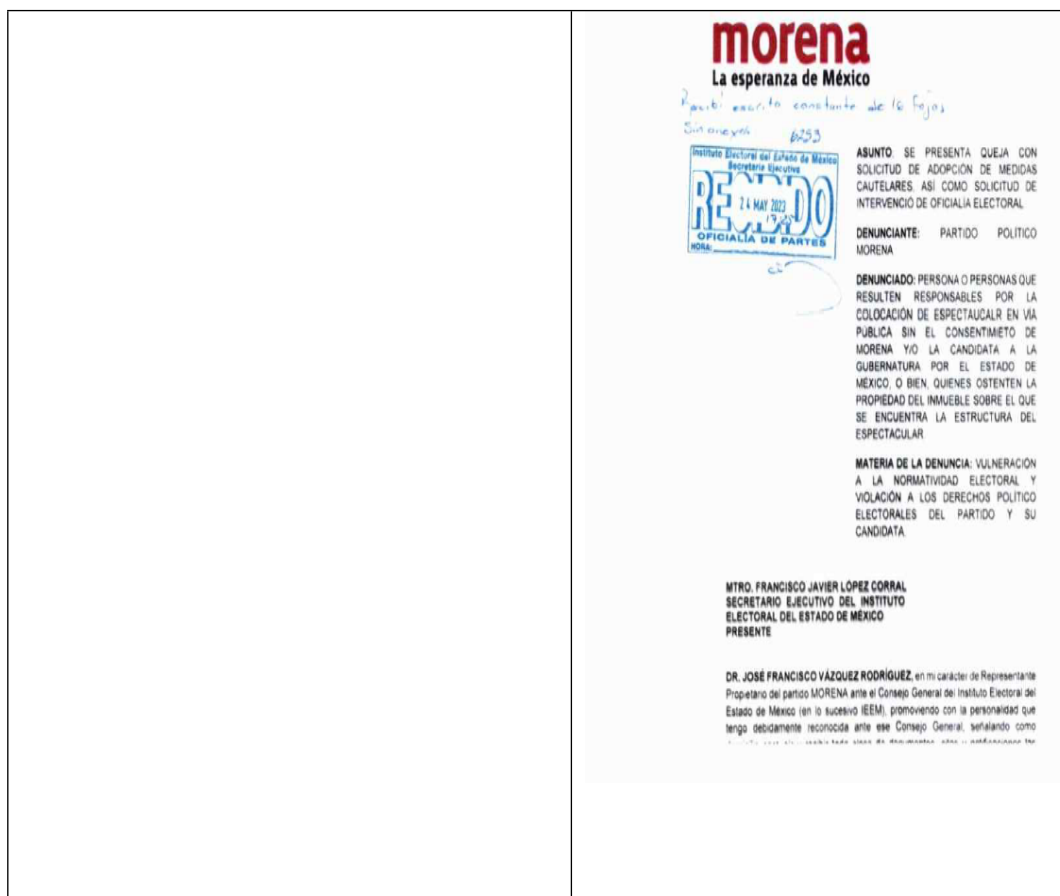 morena
La esperanza de México
Recibí escrito constante de 16 fojas
Sin anexos 6293
Instituto Electoral del Estado de México
Secretaría Ejecutiva
RECIBIDO
24 MAY 2023
17:25
OFICIALÍA DE PARTES
HORA:
ASUNTO: SE PRESENTA QUEJA CON
SOLICITUD DE ADOPCIÓN DE MEDIDAS
CAUTELARES, ASÍ COMO SOLICITUD DE
INTERVENCIÓ DE OFICIALÍA ELECTORAL
DENUNCIANTE: PARTIDO POLÍTICO
MORENA
DENUNCIADO: PERSONA O PERSONAS QUE
RESULTEN RESPONSABLES POR LA
COLOCACIÓN DE ESPECTAUCALR EN VÍA
PÚBLICA SIN EL CONSENTIMIETO DE
MORENA Y/O LA CANDIDATA A LA
GUBERNATURA POR EL ESTADO DE
MÉXICO, O BIEN, QUIENES OSTENTEN LA
PROPIEDAD DEL INMUEBLE SOBRE EL QUE
SE ENCUENTRA LA ESTRUCTURA DEL
ESPECTACULAR
MATERIA DE LA DENUNCIA: VULNERACIÓN
A LA NORMATIVIDAD ELECTORAL Y
VIOLACIÓN A LOS DERECHOS POLÍTICO
ELECTORALES DEL PARTIDO Y SU
CANDIDATA.
MTRO. FRANCISCO JAVIER LÓPEZ CORRAL
SECRETARIO EJECUTIVO DEL INSTITUTO
ELECTORAL DEL ESTADO DE MÉXICO
PRESENTE
DR. JOSÉ FRANCISCO VÁZQUEZ RODRÍGUEZ, en mi carácter de Representante
Propietario del partido MORENA ante el Consejo General del Instituto Electoral del
Estado de México (en lo sucesivo IEEM), promoviendo con la personalidad que
tengo debidamente reconocida ante ese Consejo General, señalando como